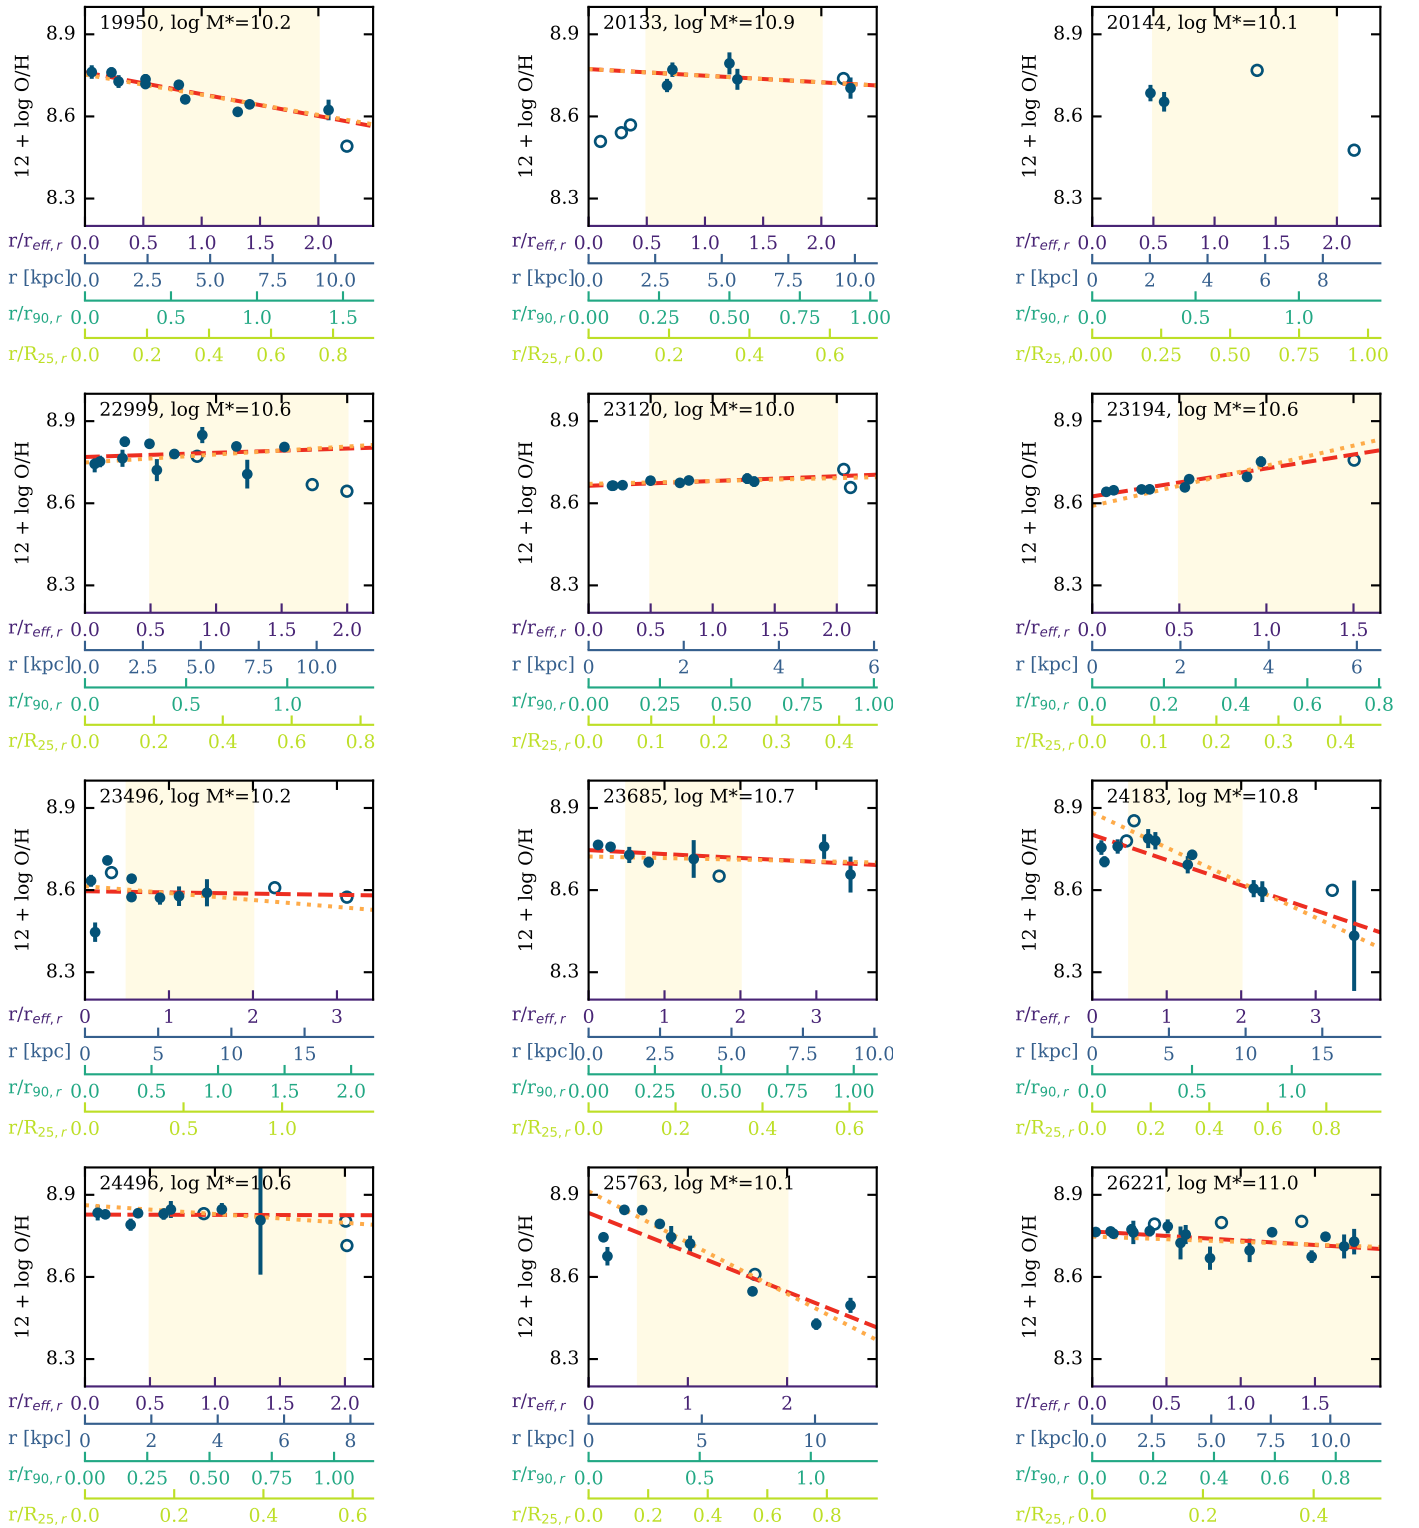 19950, log M*=10.2
12 + log O/H
8.9
8.6
8.3
r/r_eff,r 0.0 0.5 1.0 1.5 2.0
r [kpc] 0.0 2.5 5.0 7.5 10.0
r/r_90,r 0.0 0.5 1.0 1.5
r/R_25,r 0.0 0.2 0.4 0.6 0.8
20133, log M*=10.9
12 + log O/H
8.9
8.6
8.3
r/r_eff,r 0.0 0.5 1.0 1.5 2.0
r [kpc] 0.0 2.5 5.0 7.5 10.0
r/r_90,r 0.00 0.25 0.50 0.75 1.00
r/R_25,r 0.0 0.2 0.4 0.6
20144, log M*=10.1
12 + log O/H
8.9
8.6
8.3
r/r_eff,r 0.0 0.5 1.0 1.5 2.0
r [kpc] 0 2 4 6 8
r/r_90,r 0.0 0.5 1.0
r/R_25,r 0.00 0.25 0.50 0.75 1.00
22999, log M*=10.6
12 + log O/H
8.9
8.6
8.3
r/r_eff,r 0.0 0.5 1.0 1.5 2.0
r [kpc] 0.0 2.5 5.0 7.5 10.0
r/r_90,r 0.0 0.5 1.0
r/R_25,r 0.0 0.2 0.4 0.6 0.8
23120, log M*=10.0
12 + log O/H
8.9
8.6
8.3
r/r_eff,r 0.0 0.5 1.0 1.5 2.0
r [kpc] 0 2 4 6
r/r_90,r 0.00 0.25 0.50 0.75 1.00
r/R_25,r 0.0 0.1 0.2 0.3 0.4
23194, log M*=10.6
12 + log O/H
8.9
8.6
8.3
r/r_eff,r 0.0 0.5 1.0 1.5
r [kpc] 0 2 4 6
r/r_90,r 0.0 0.2 0.4 0.6 0.8
r/R_25,r 0.0 0.1 0.2 0.3 0.4
23496, log M*=10.2
12 + log O/H
8.9
8.6
8.3
r/r_eff,r 0 1 2 3
r [kpc] 0 5 10 15
r/r_90,r 0.0 0.5 1.0 1.5 2.0
r/R_25,r 0.0 0.5 1.0
23685, log M*=10.7
12 + log O/H
8.9
8.6
8.3
r/r_eff,r 0 1 2 3
r [kpc] 0.0 2.5 5.0 7.5 10.0
r/r_90,r 0.00 0.25 0.50 0.75 1.00
r/R_25,r 0.0 0.2 0.4 0.6
24183, log M*=10.8
12 + log O/H
8.9
8.6
8.3
r/r_eff,r 0 1 2 3
r [kpc] 0 5 10 15
r/r_90,r 0.0 0.5 1.0
r/R_25,r 0.0 0.2 0.4 0.6 0.8
24496, log M*=10.6
12 + log O/H
8.9
8.6
8.3
r/r_eff,r 0.0 0.5 1.0 1.5 2.0
r [kpc] 0 2 4 6 8
r/r_90,r 0.00 0.25 0.50 0.75 1.00
r/R_25,r 0.0 0.2 0.4 0.6
25763, log M*=10.1
12 + log O/H
8.9
8.6
8.3
r/r_eff,r 0 1 2
r [kpc] 0 5 10
r/r_90,r 0.0 0.5 1.0
r/R_25,r 0.0 0.2 0.4 0.6 0.8
26221, log M*=11.0
12 + log O/H
8.9
8.6
8.3
r/r_eff,r 0.0 0.5 1.0 1.5
r [kpc] 0.0 2.5 5.0 7.5 10.0
r/r_90,r 0.0 0.2 0.4 0.6 0.8
r/R_25,r 0.0 0.2 0.4